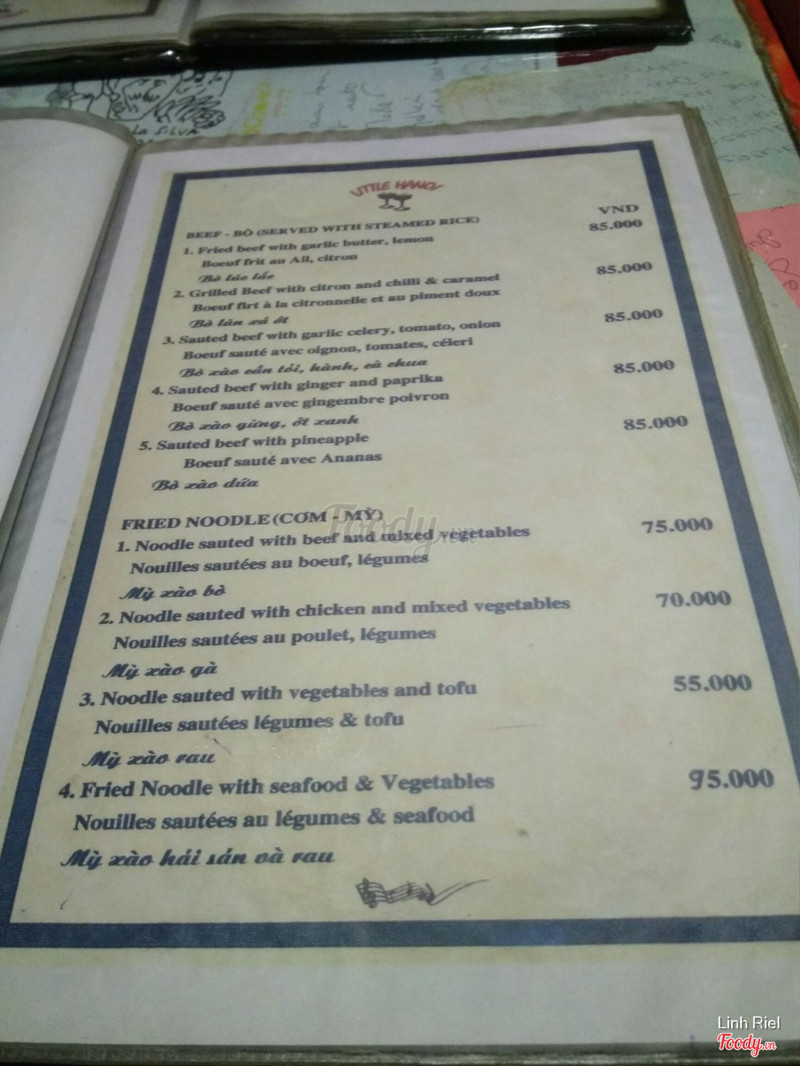 LA SILVA
LITTLE HANOI
VND
BEEF - BÒ (SERVED WITH STEAMED RICE)
1. Fried beef with garlic butter, lemon 85.000
Boeuf frit au Ail, citron
Bò lúc lắc
2. Grilled Beef with citron and chilli & caramel 85.000
Boeuf firt à la citronnelle et au piment doux
Bò lăn xả ớt
3. Sauted beef with garlic celery, tomato, onion 85.000
Boeuf sauté avec oignon, tomates, céleri
Bò xào cần tỏi, hành, cà chua
4. Sauted beef with ginger and paprika 85.000
Boeuf sauté avec gingembre poivron
Bò xào gừng, ớt xanh
5. Sauted beef with pineapple 85.000
Boeuf sauté avec Ananas
Bò xào dứa
FRIED NOODLE (CƠM - MỲ)
1. Noodle sauted with beef and mixed vegetables 75.000
Nouilles sautées au boeuf, légumes
Mỳ xào bò
2. Noodle sauted with chicken and mixed vegetables 70.000
Nouilles sautées au poulet, légumes
Mỳ xào gà
3. Noodle sauted with vegetables and tofu 55.000
Nouilles sautées légumes & tofu
Mỳ xào rau
4. Fried Noodle with seafood & Vegetables 95.000
Nouilles sautées au légumes & seafood
Mỳ xào hải sản và rau
Foody.vn
Linh Riel
Foody.vn